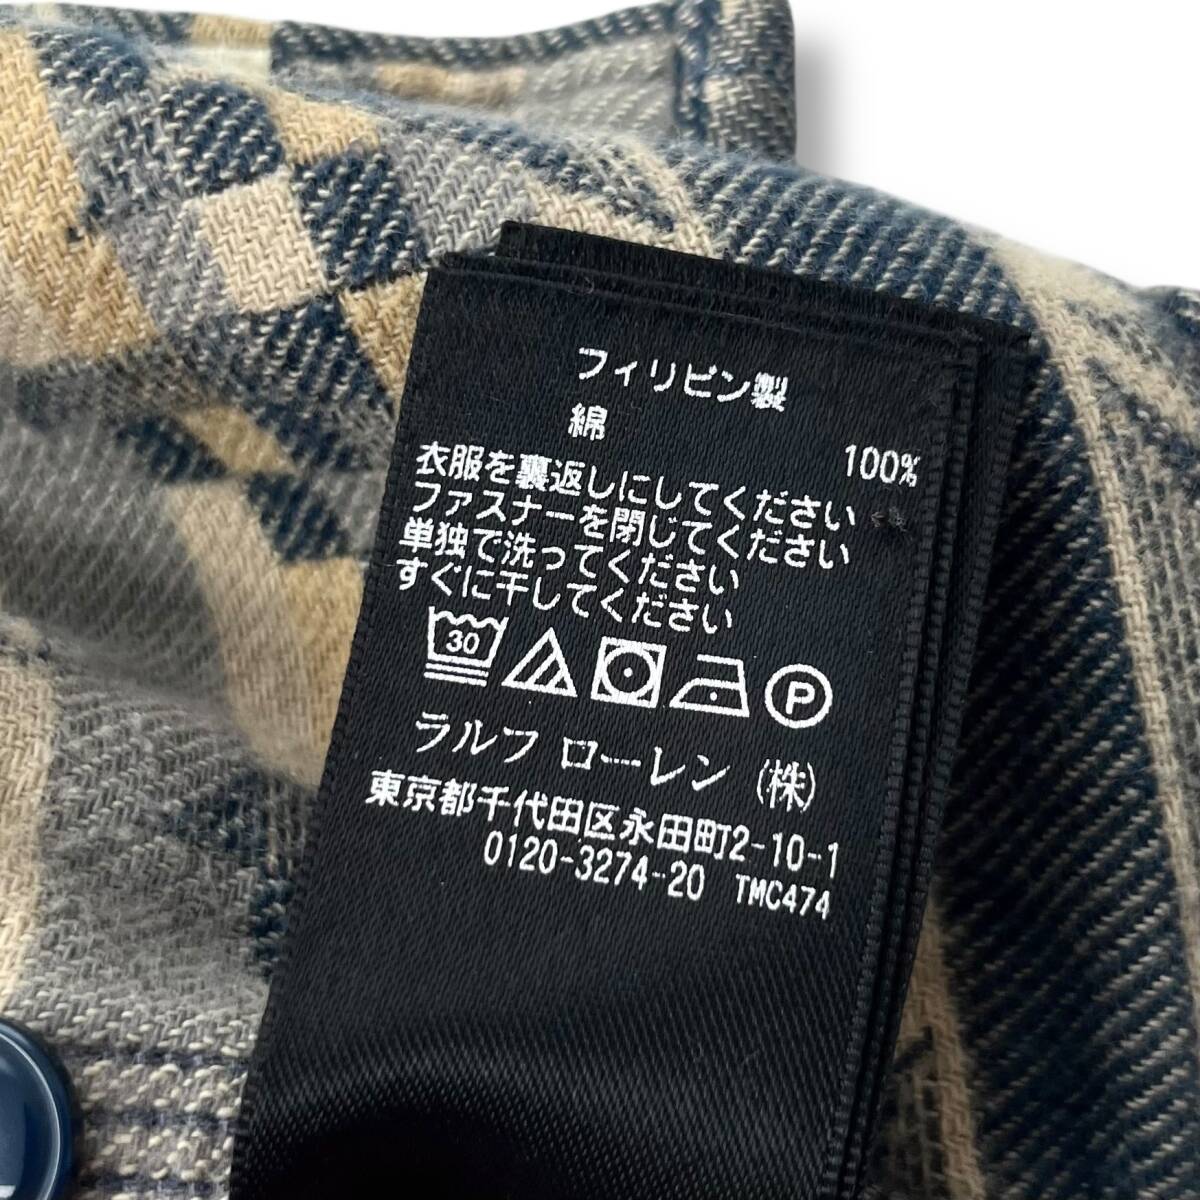 フィリピン製
綿 100%
衣服を裏返しにしてください
ファスナーを閉じてください
単独で洗ってください
すぐに干してください
30 P
ラルフ ローレン (株)
東京都千代田区永田町2-10-1
0120-3274-20 TMC474